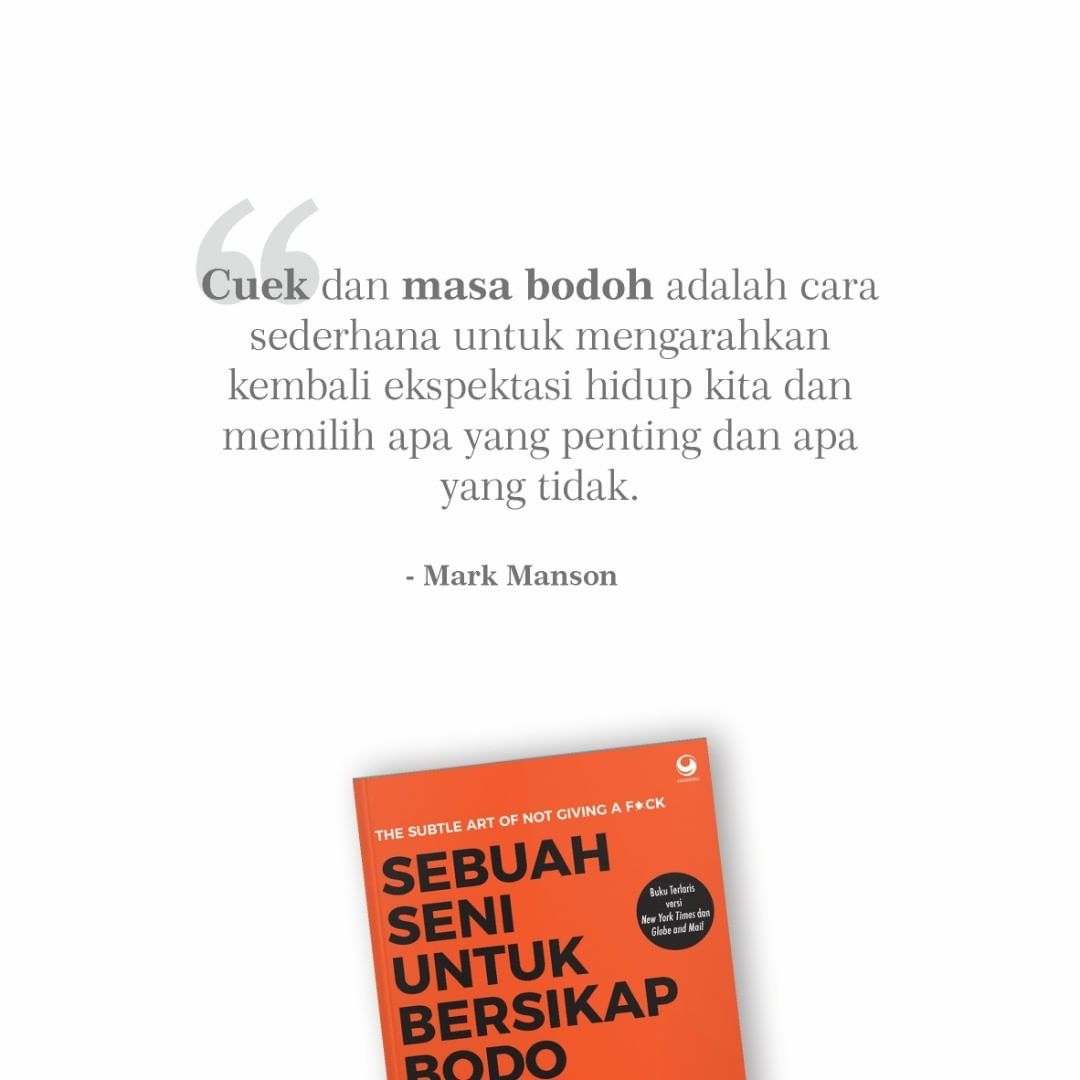 “
Cuek dan masa bodoh adalah cara
sederhana untuk mengarahkan
kembali ekspektasi hidup kita dan
memilih apa yang penting dan apa
yang tidak.
- Mark Manson
THE SUBTLE ART OF NOT GIVING A F*CK
SEBUAH
SENI
UNTUK
BERSIKAP
BODO
Buku Terlaris
versi
New York Times dan
Globe and Mail